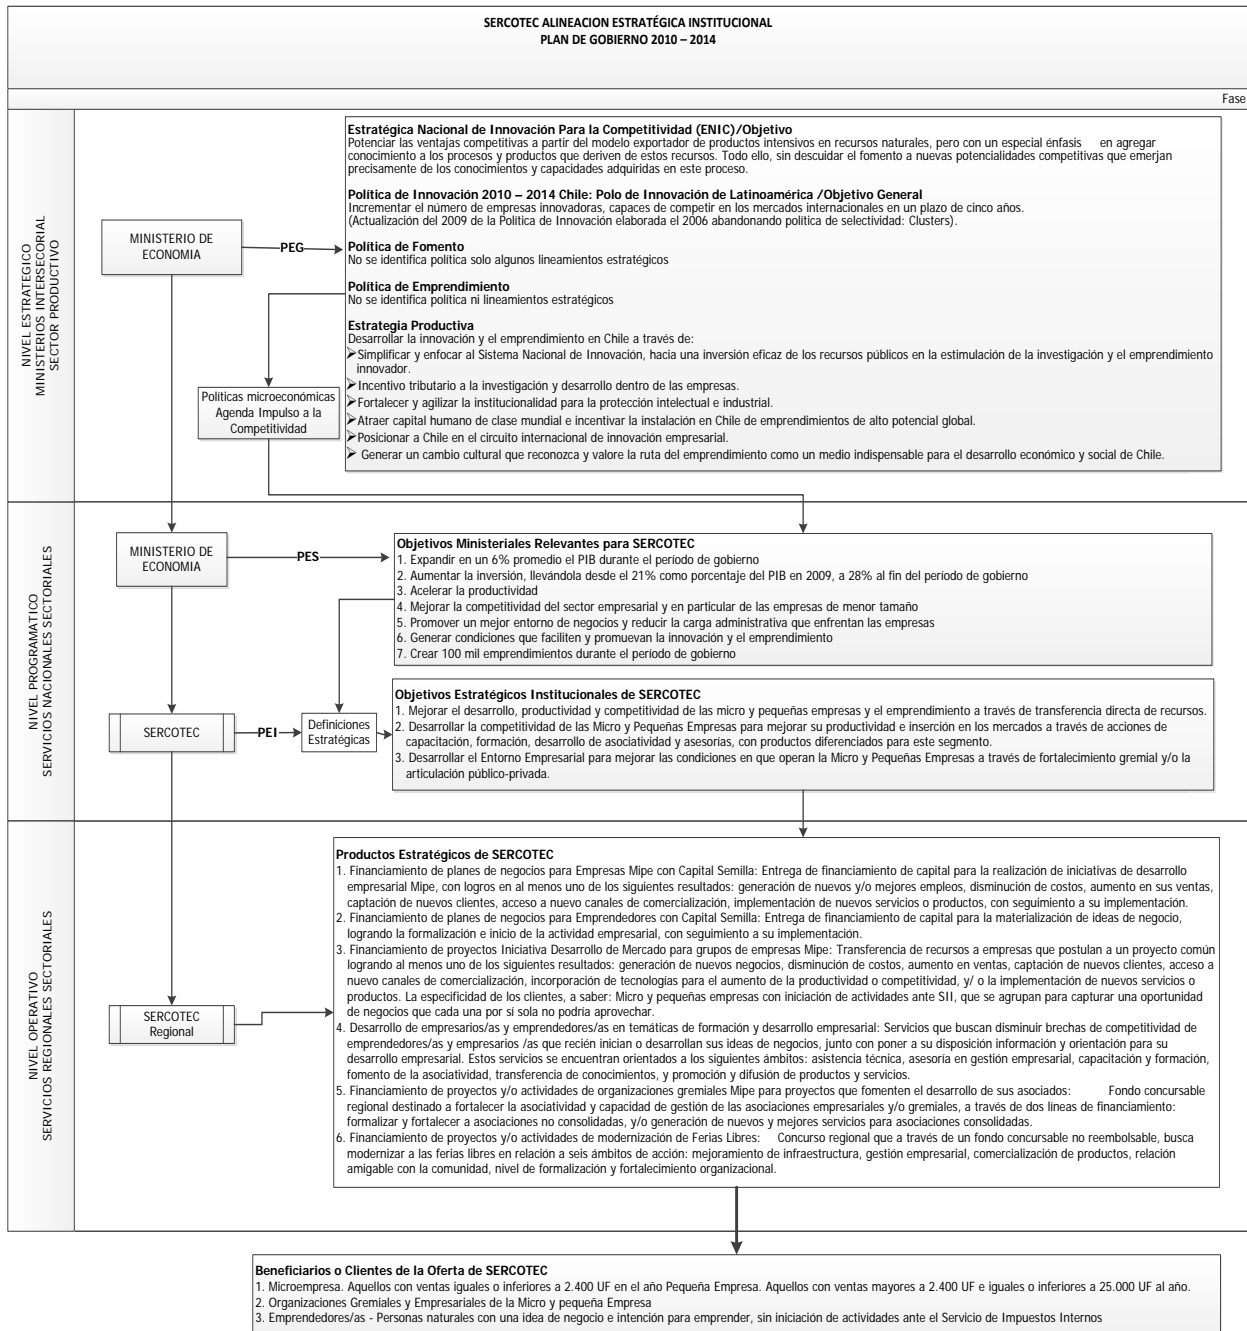 SERCOTEC ALINEACION ESTRATÉGICA INSTITUCIONAL
PLAN DE GOBIERNO 2010 – 2014
Fase
NIVEL ESTRATEGICO
MINISTERIOS INTERSECORIAL
SECTOR PRODUCTIVO
MINISTERIO DE
ECONOMIA
PEG
Estratégica Nacional de Innovación Para la Competitividad (ENIC)/Objetivo
Potenciar las ventajas competitivas a partir del modelo exportador de productos intensivos en recursos naturales, pero con un especial énfasis en agregar
conocimiento a los procesos y productos que deriven de estos recursos. Todo ello, sin descuidar el fomento a nuevas potencialidades competitivas que emerjan
precisamente de los conocimientos y capacidades adquiridas en este proceso.
Política de Innovación 2010 – 2014 Chile: Polo de Innovación de Latinoamérica /Objetivo General
Incrementar el número de empresas innovadoras, capaces de competir en los mercados internacionales en un plazo de cinco años.
(Actualización del 2009 de la Política de Innovación elaborada el 2006 abandonando política de selectividad: Clusters).
Política de Fomento
No se identifica política solo algunos lineamientos estratégicos
Política de Emprendimiento
No se identifica política ni lineamientos estratégicos
Estrategia Productiva
Desarrollar la innovación y el emprendimiento en Chile a través de:
➢Simplificar y enfocar al Sistema Nacional de Innovación, hacia una inversión eficaz de los recursos públicos en la estimulación de la investigación y el emprendimiento
innovador.
➢Incentivo tributario a la investigación y desarrollo dentro de las empresas.
➢Fortalecer y agilizar la institucionalidad para la protección intelectual e industrial.
➢Atraer capital humano de clase mundial e incentivar la instalación en Chile de emprendimientos de alto potencial global.
➢Posicionar a Chile en el circuito internacional de innovación empresarial.
➢ Generar un cambio cultural que reconozca y valore la ruta del emprendimiento como un medio indispensable para el desarrollo económico y social de Chile.
Políticas microeconómicas
Agenda Impulso a la
Competitividad
NIVEL PROGRAMATICO
SERVICIOS NACIONALES SECTORIALES
MINISTERIO DE
ECONOMIA
PES
Objetivos Ministeriales Relevantes para SERCOTEC
1. Expandir en un 6% promedio el PIB durante el período de gobierno
2. Aumentar la inversión, llevándola desde el 21% como porcentaje del PIB en 2009, a 28% al fin del período de gobierno
3. Acelerar la productividad
4. Mejorar la competitividad del sector empresarial y en particular de las empresas de menor tamaño
5. Promover un mejor entorno de negocios y reducir la carga administrativa que enfrentan las empresas
6. Generar condiciones que faciliten y promuevan la innovación y el emprendimiento
7. Crear 100 mil emprendimientos durante el período de gobierno
SERCOTEC
PEI
Definiciones
Estratégicas
Objetivos Estratégicos Institucionales de SERCOTEC
1. Mejorar el desarrollo, productividad y competitividad de las micro y pequeñas empresas y el emprendimiento a través de transferencia directa de recursos.
2. Desarrollar la competitividad de las Micro y Pequeñas Empresas para mejorar su productividad e inserción en los mercados a través de acciones de
capacitación, formación, desarrollo de asociatividad y asesorías, con productos diferenciados para este segmento.
3. Desarrollar el Entorno Empresarial para mejorar las condiciones en que operan la Micro y Pequeñas Empresas a través de fortalecimiento gremial y/o la
articulación público-privada.
NIVEL OPERATIVO
SERVICIOS REGIONALES SECTORIALES
SERCOTEC
Regional
Productos Estratégicos de SERCOTEC
1. Financiamiento de planes de negocios para Empresas Mipe con Capital Semilla: Entrega de financiamiento de capital para la realización de iniciativas de desarrollo
empresarial Mipe, con logros en al menos uno de los siguientes resultados: generación de nuevos y/o mejores empleos, disminución de costos, aumento en sus ventas,
captación de nuevos clientes, acceso a nuevo canales de comercialización, implementación de nuevos servicios o productos, con seguimiento a su implementación.
2. Financiamiento de planes de negocios para Emprendedores con Capital Semilla: Entrega de financiamiento de capital para la materialización de ideas de negocio,
logrando la formalización e inicio de la actividad empresarial, con seguimiento a su implementación.
3. Financiamiento de proyectos Iniciativa Desarrollo de Mercado para grupos de empresas Mipe: Transferencia de recursos a empresas que postulan a un proyecto común
logrando al menos uno de los siguientes resultados: generación de nuevos negocios, disminución de costos, aumento en ventas, captación de nuevos clientes, acceso a
nuevo canales de comercialización, incorporación de tecnologías para el aumento de la productividad o competitividad, y/ o la implementación de nuevos servicios o
productos. La especificidad de los clientes, a saber: Micro y pequeñas empresas con iniciación de actividades ante SII, que se agrupan para capturar una oportunidad
de negocios que cada una por sí sola no podría aprovechar.
4. Desarrollo de empresarios/as y emprendedores/as en temáticas de formación y desarrollo empresarial: Servicios que buscan disminuir brechas de competitividad de
emprendedores/as y empresarios /as que recién inician o desarrollan sus ideas de negocios, junto con poner a su disposición información y orientación para su
desarrollo empresarial. Estos servicios se encuentran orientados a los siguientes ámbitos: asistencia técnica, asesoría en gestión empresarial, capacitación y formación,
fomento de la asociatividad, transferencia de conocimientos, y promoción y difusión de productos y servicios.
5. Financiamiento de proyectos y/o actividades de organizaciones gremiales Mipe para proyectos que fomenten el desarrollo de sus asociados: Fondo concursable
regional destinado a fortalecer la asociatividad y capacidad de gestión de las asociaciones empresariales y/o gremiales, a través de dos líneas de financiamiento:
formalizar y fortalecer a asociaciones no consolidadas, y/o generación de nuevos y mejores servicios para asociaciones consolidadas.
6. Financiamiento de proyectos y/o actividades de modernización de Ferias Libres: Concurso regional que a través de un fondo concursable no reembolsable, busca
modernizar a las ferias libres en relación a seis ámbitos de acción: mejoramiento de infraestructura, gestión empresarial, comercialización de productos, relación
amigable con la comunidad, nivel de formalización y fortalecimiento organizacional.
Beneficiarios o Clientes de la Oferta de SERCOTEC
1. Microempresa. Aquellos con ventas iguales o inferiores a 2.400 UF en el año Pequeña Empresa. Aquellos con ventas mayores a 2.400 UF e iguales o inferiores a 25.000 UF al año.
2. Organizaciones Gremiales y Empresariales de la Micro y pequeña Empresa
3. Emprendedores/as - Personas naturales con una idea de negocio e intención para emprender, sin iniciación de actividades ante el Servicio de Impuestos Internos